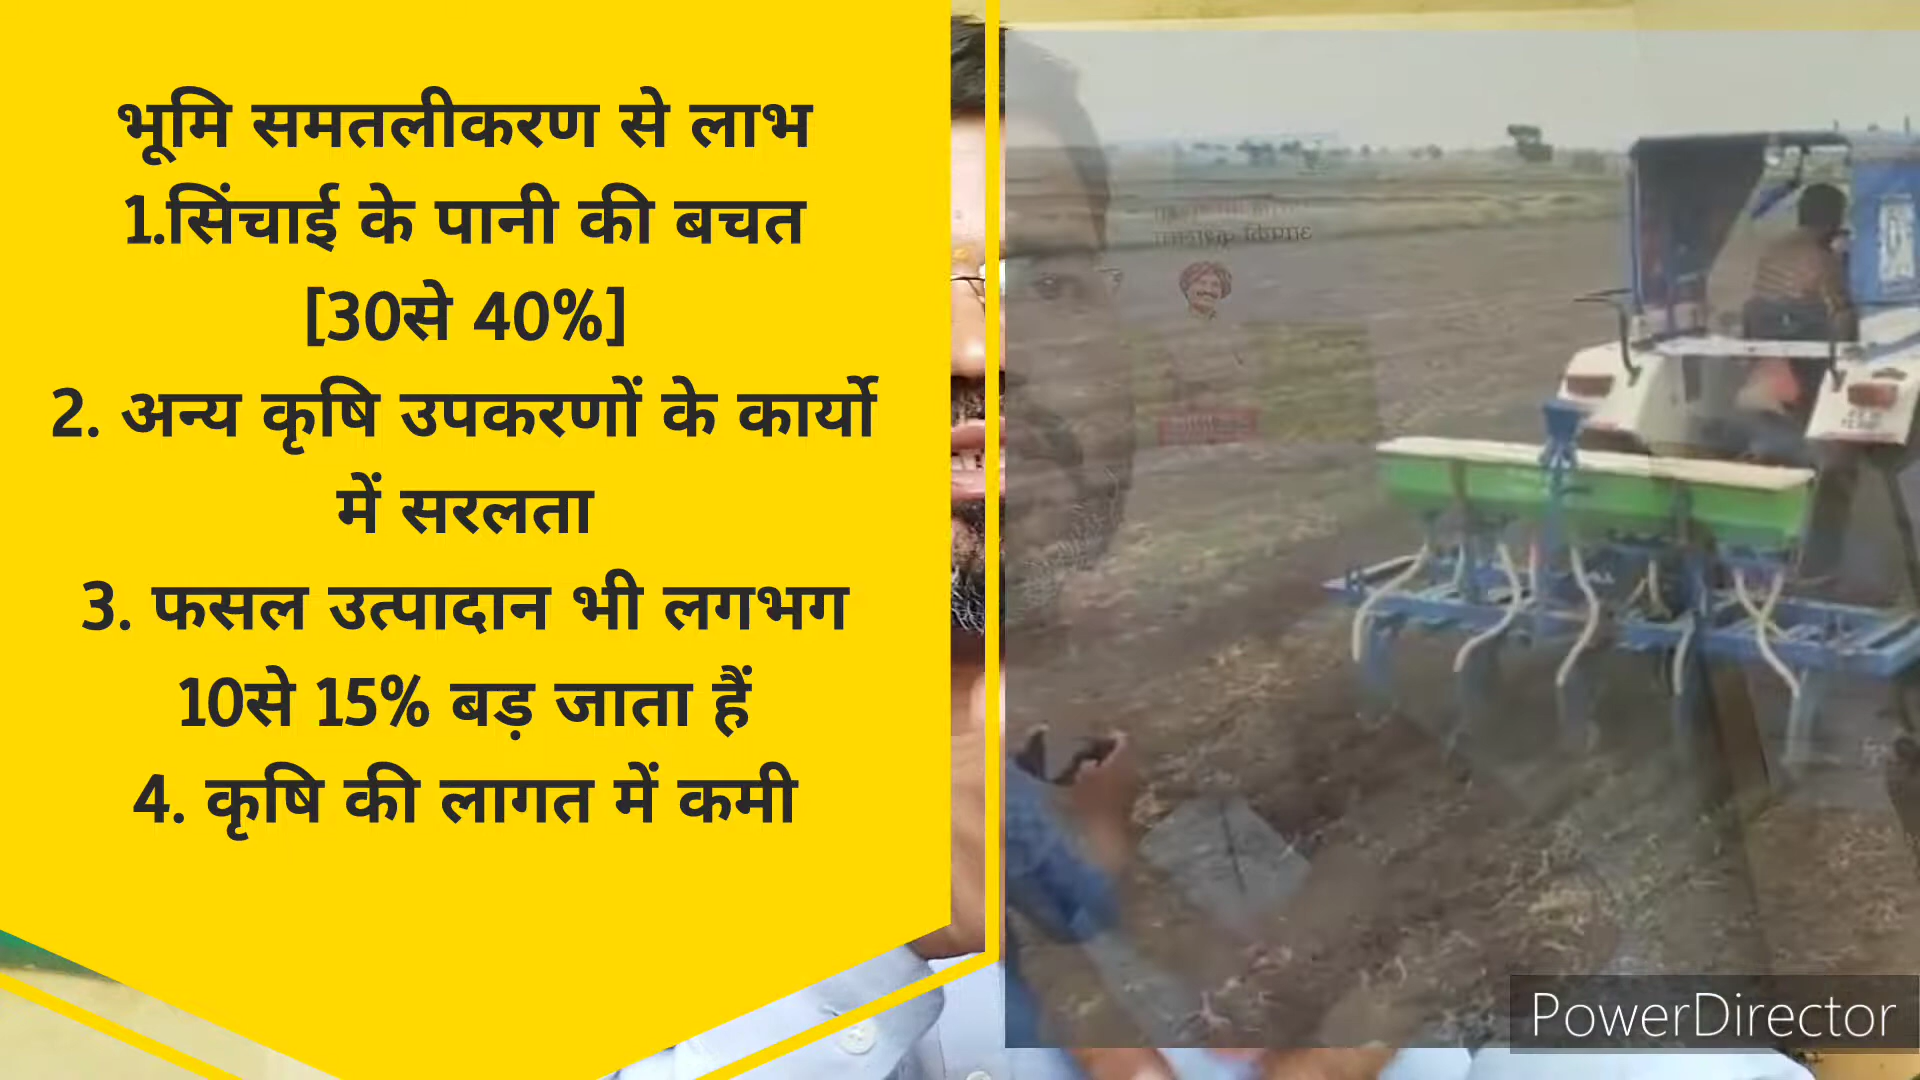 भूमि समतलीकरण से लाभ
1.सिंचाई के पानी की बचत
[30से 40%]
2. अन्य कृषि उपकरणों के कार्यो
में सरलता
3. फसल उत्पादान भी लगभग
10से 15% बड़ जाता हैं
4. कृषि की लागत में कमी
PowerDirector